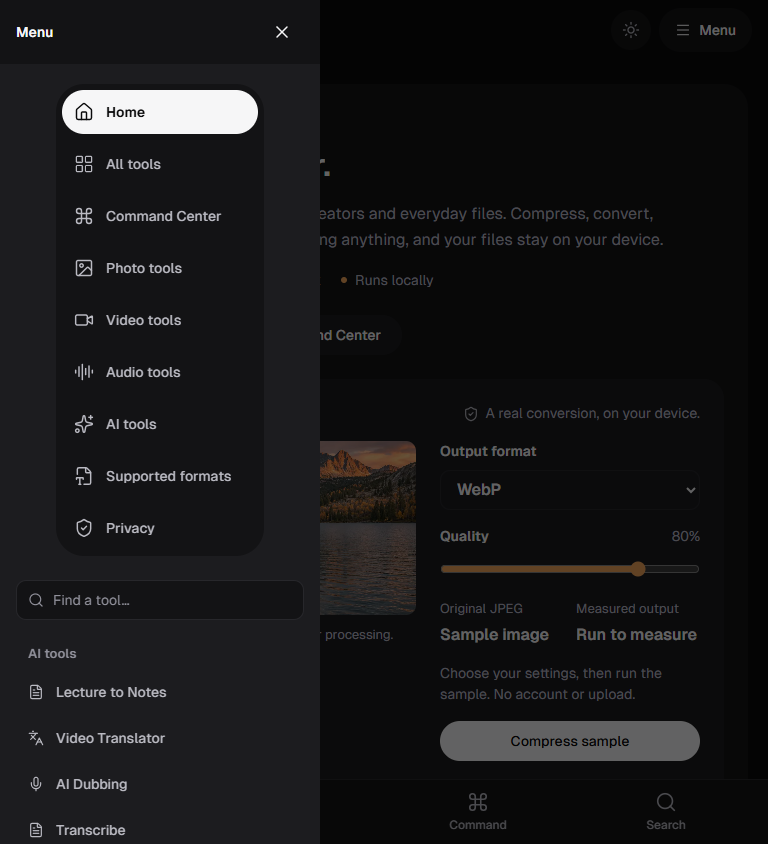 Menu
Menu
Home
All tools
Command Center
Photo tools
Video tools
Audio tools
AI tools
Supported formats
Privacy
Find a tool...
AI tools
Lecture to Notes
Video Translator
AI Dubbing
Transcribe
r.
eators and everyday files. Compress, convert,
ng anything, and your files stay on your device.
Runs locally
nd Center
A real conversion, on your device.
Output format
WebP
Quality 80%
Original JPEG Measured output
Sample image Run to measure
processing.
Choose your settings, then run the
sample. No account or upload.
Compress sample
Command Search